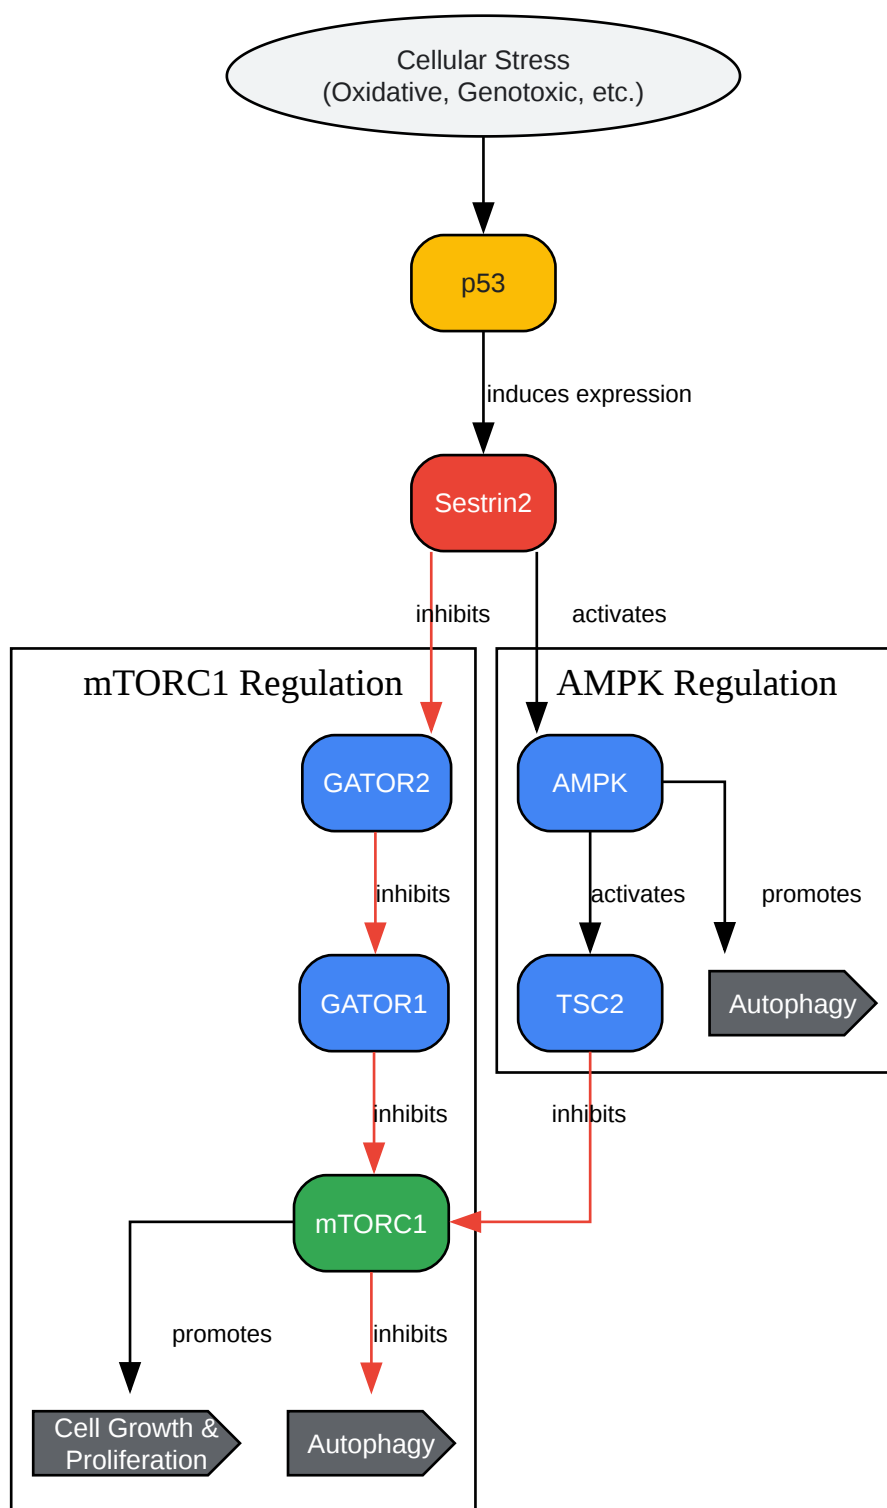 Cellular Stress
(Oxidative, Genotoxic, etc.)
p53
induces expression
Sestrin2
inhibits
activates
mTORC1 Regulation
AMPK Regulation
GATOR2
AMPK
inhibits
activates
promotes
GATOR1
TSC2
Autophagy
inhibits
inhibits
mTORC1
promotes
inhibits
Cell Growth &
Proliferation
Autophagy